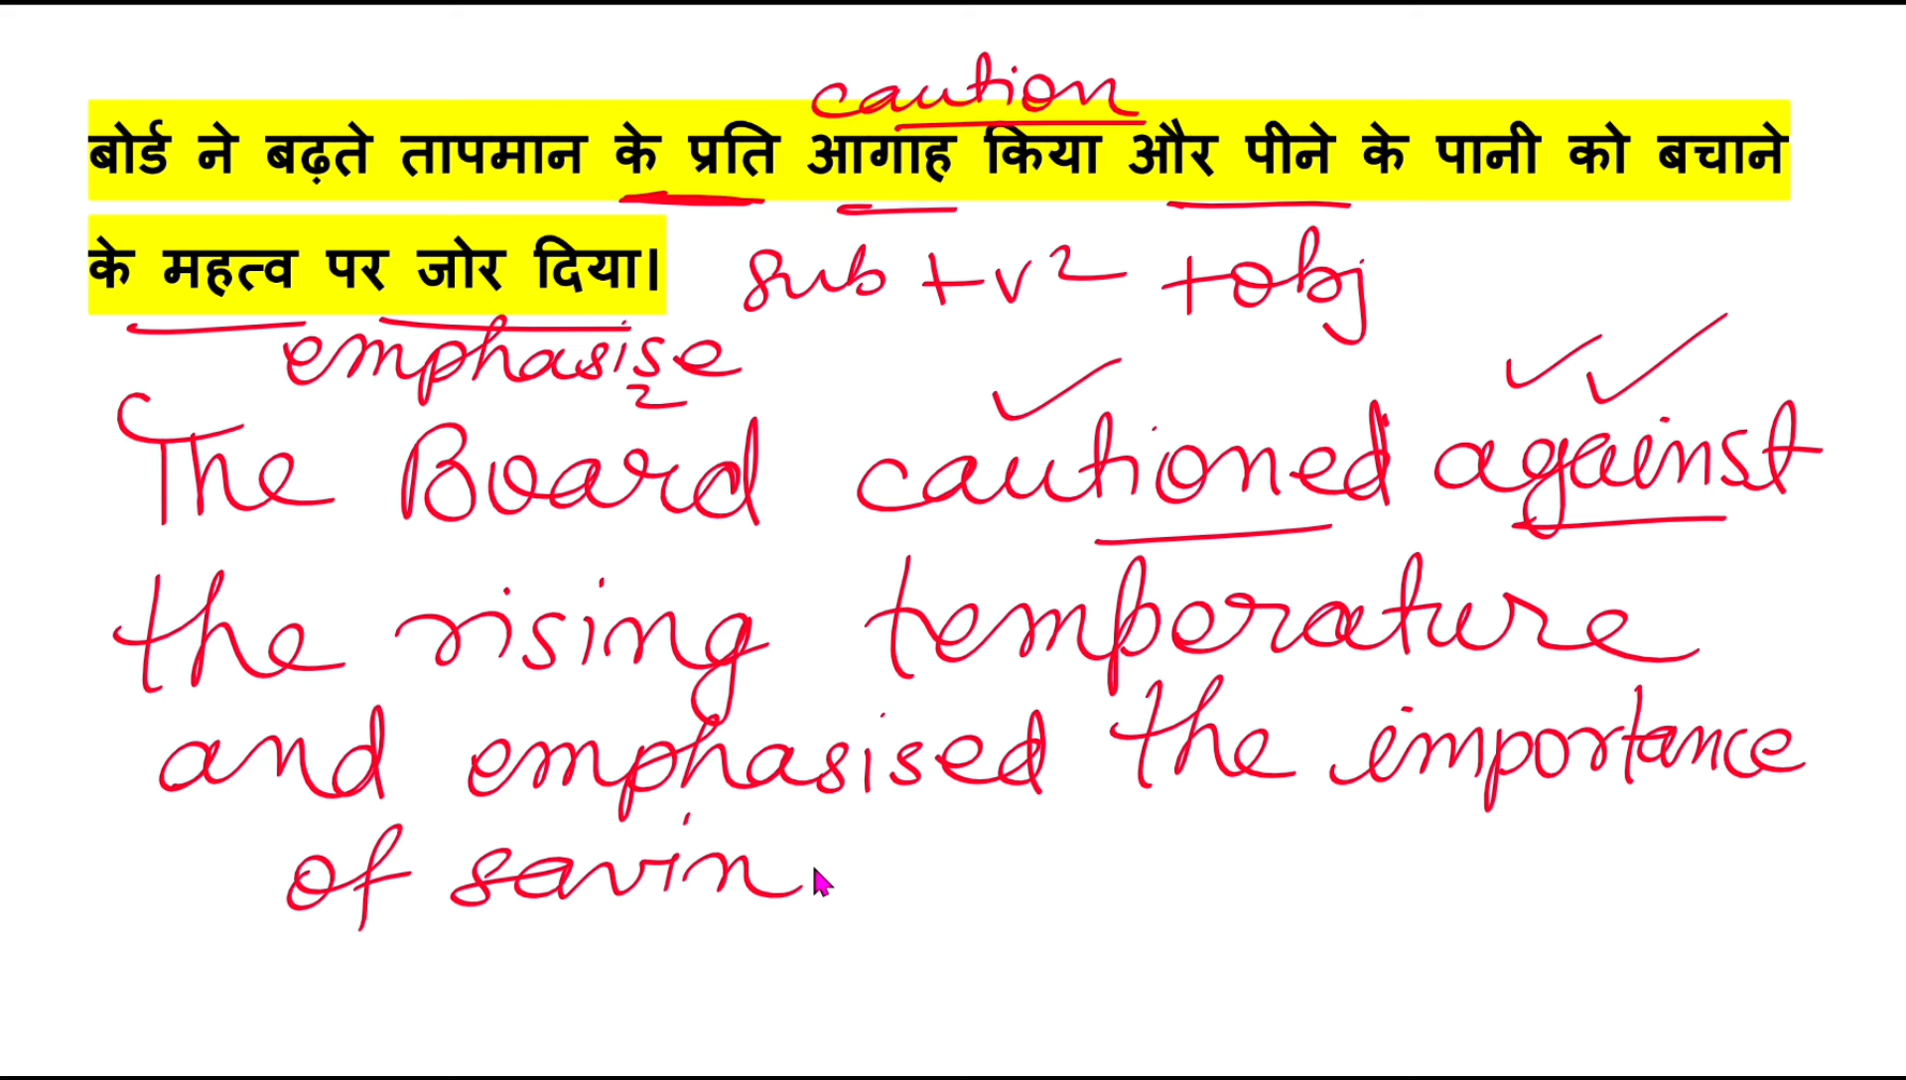 caution
बोर्ड ने बढ़ते तापमान के प्रति आगाह किया और पीने के पानी को बचाने
के महत्व पर जोर दिया।
sub + v2 + obj
emphasise
z
The Board cautioned against
the rising temperature
and emphasised the importance
of savin